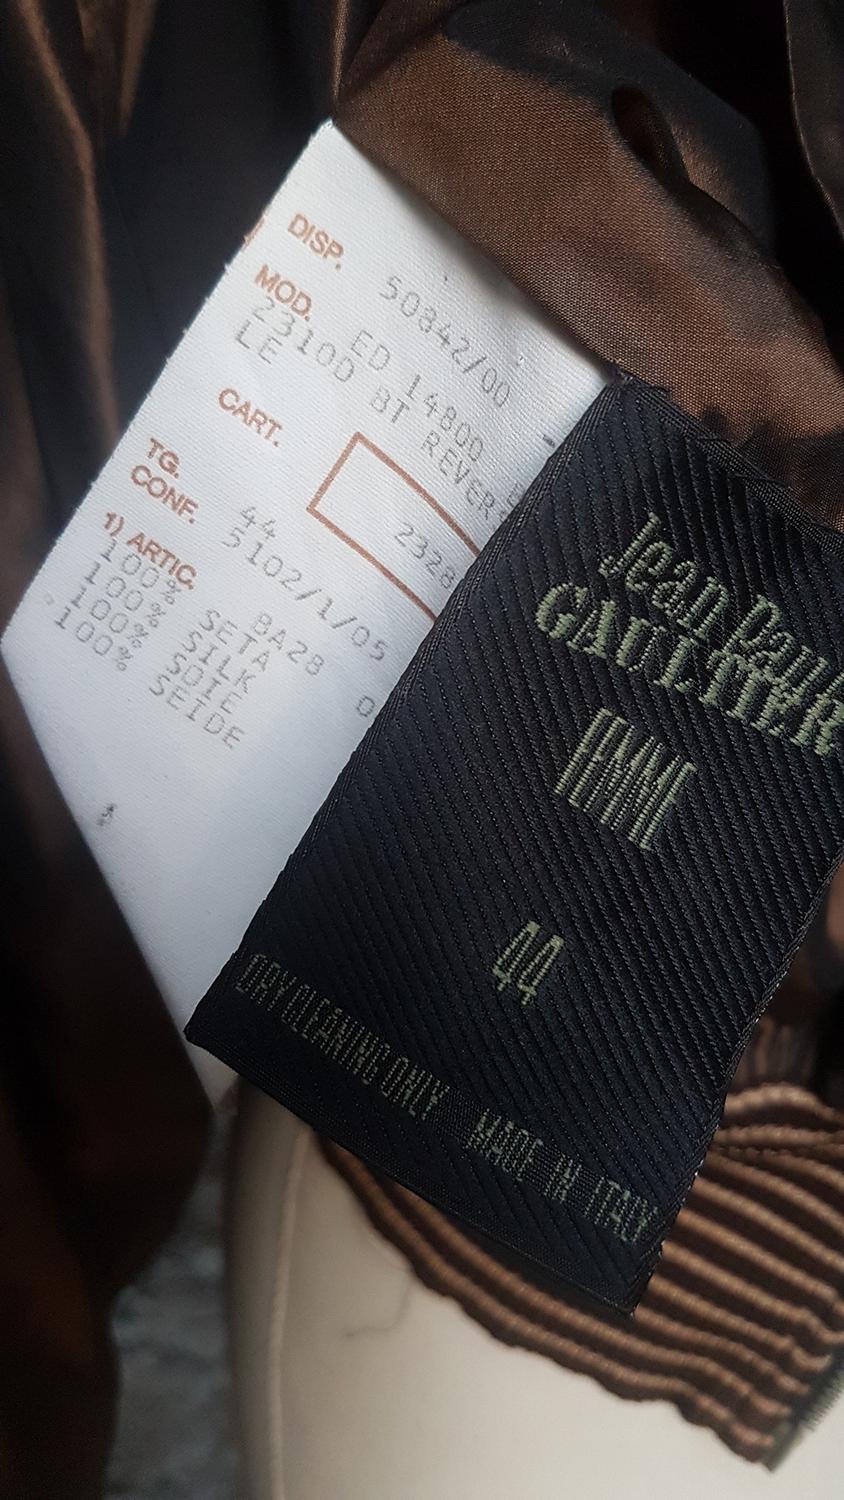 DISP. 50842/00
MOD. ED 14800
2310D BT REVER
LE
CART. 2328
TG. 44
CONF. 5102/1/05
1) ARTIC. BA28 0
100% SETA
100% SILK
100% SOIE
100% SEIDE
Jean Paul
GAULTIER
FEMME
44
DRY CLEANING ONLY MADE IN ITALY